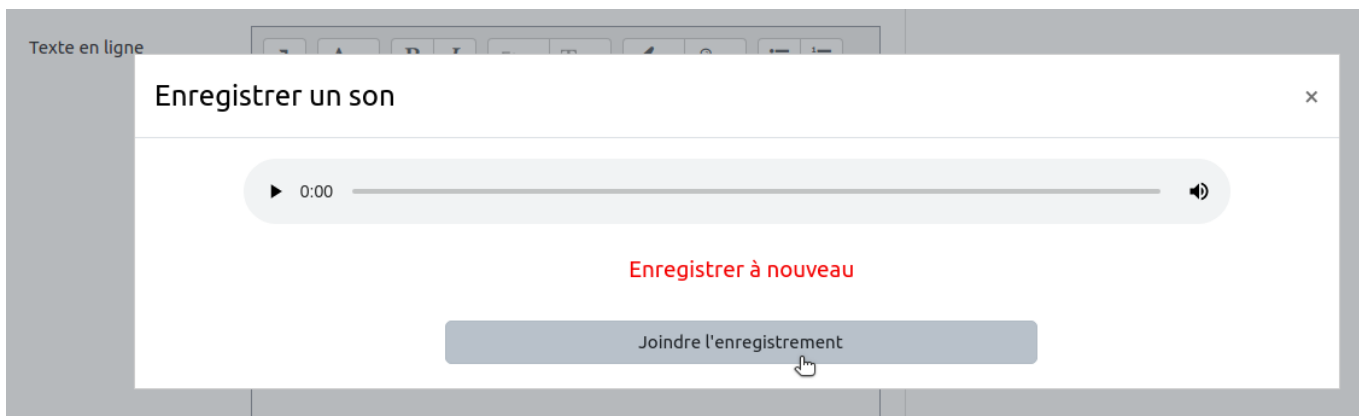 Texte en ligne
Enregistrer un son
×
0:00
Enregistrer à nouveau
Joindre l'enregistrement